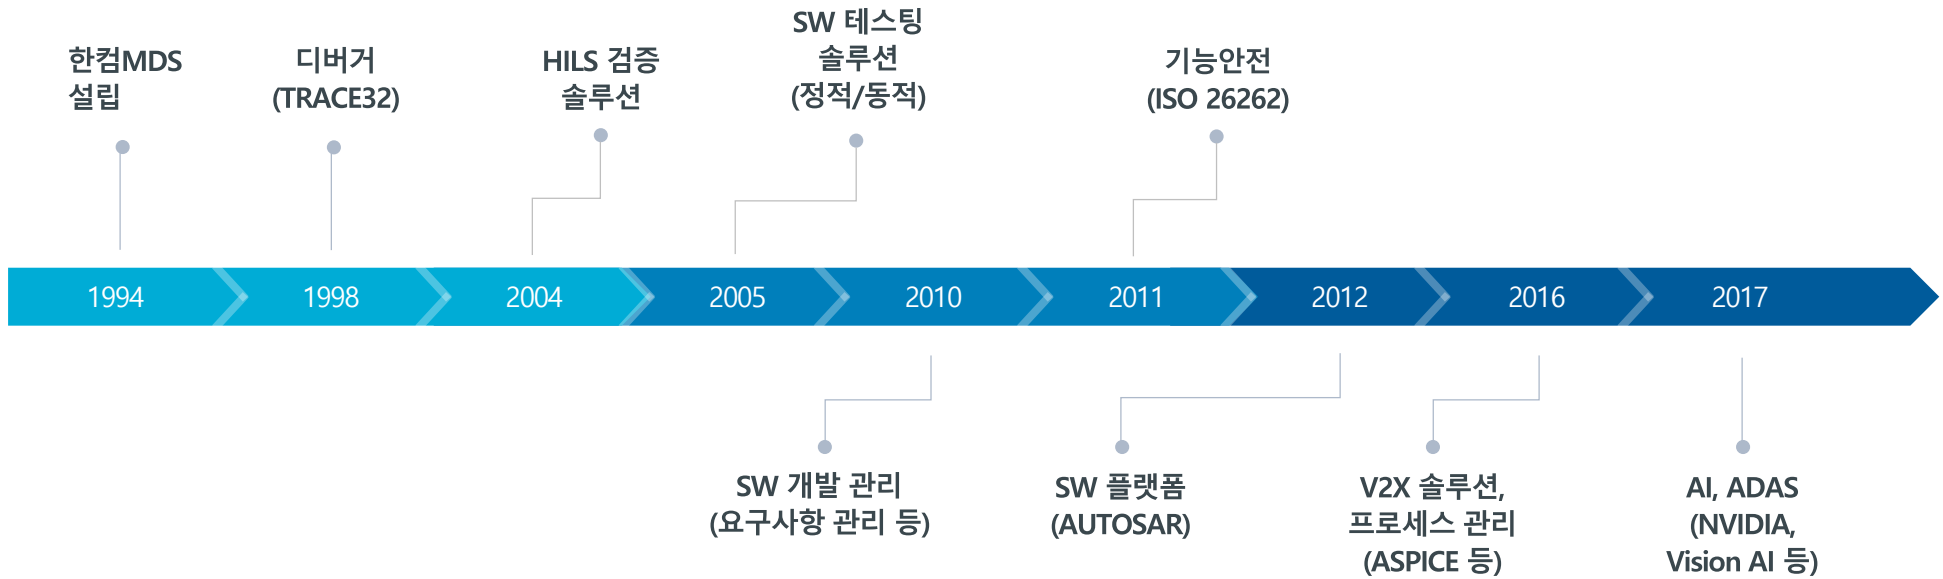 한컴MDS
설립
디버거
(TRACE32)
HILS 검증
솔루션
SW 테스팅
솔루션
(정적/동적)
기능안전
(ISO 26262)
1994
1998
2004
2005
2010
2011
2012
2016
2017
SW 개발 관리
(요구사항 관리 등)
SW 플랫폼
(AUTOSAR)
V2X 솔루션,
프로세스 관리
(ASPICE 등)
AI, ADAS
(NVIDIA,
Vision AI 등)